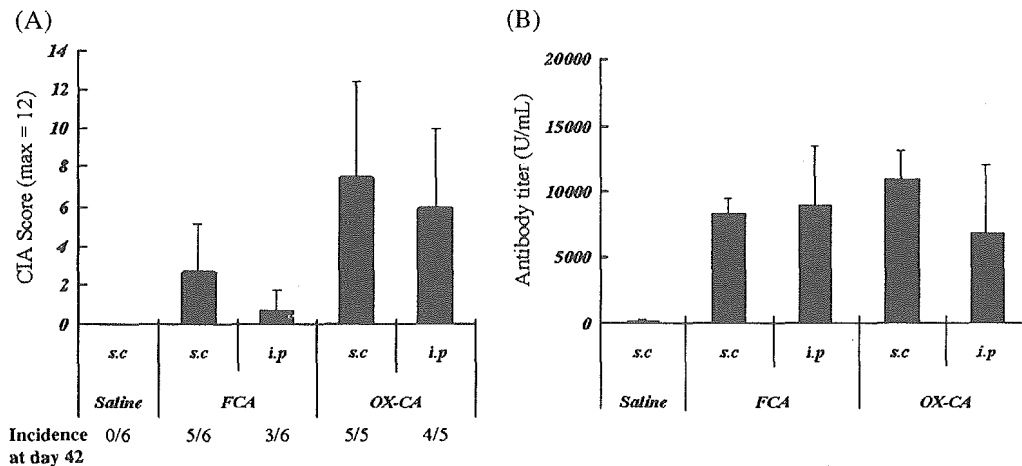 (A)
CIA Score (max = 12)
14
12
10
8
6
4
2
0
s.c s.c i.p s.c i.p
Saline FCA OX-CA
Incidence at day 42 0/6 5/6 3/6 5/5 4/5
(B)
Antibody titer (U/mL)
20000
15000
10000
5000
0
s.c s.c i.p s.c i.p
Saline FCA OX-CA